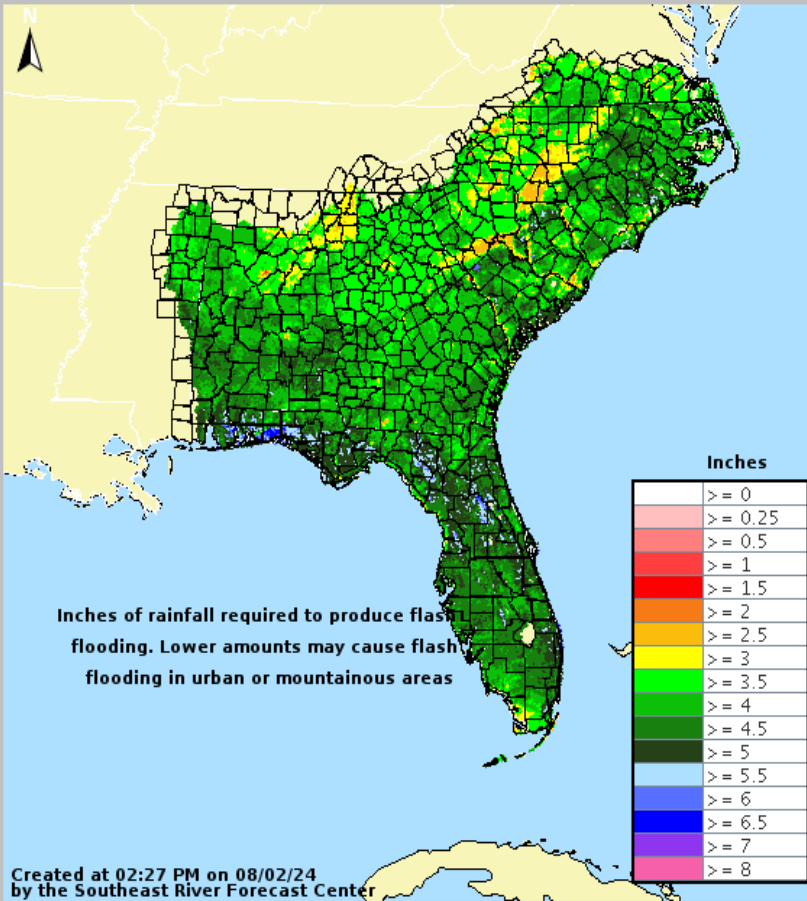 N
Inches
>= 0
>= 0.25
>= 0.5
>= 1
>= 1.5
>= 2
>= 2.5
>= 3
>= 3.5
>= 4
>= 4.5
>= 5
>= 5.5
>= 6
>= 6.5
>= 7
>= 8
Inches of rainfall required to produce flash
flooding. Lower amounts may cause flash
flooding in urban or mountainous areas
Created at 02:27 PM on 08/02/24
by the Southeast River Forecast Center